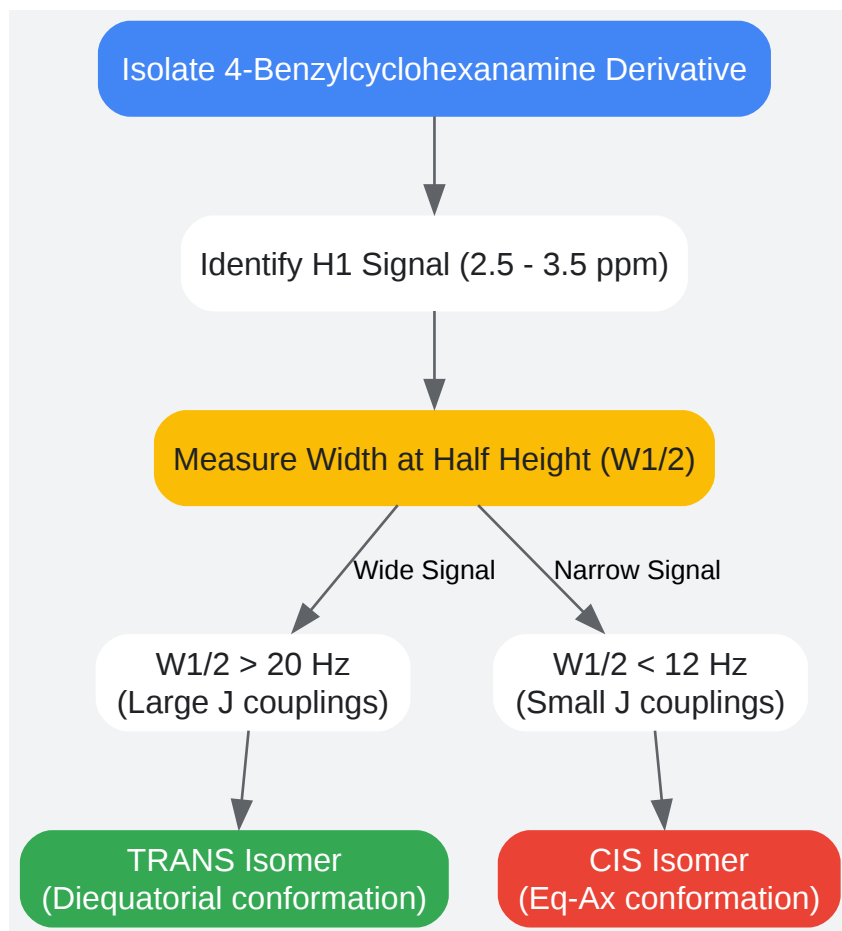 Isolate 4-Benzylcyclohexanamine Derivative
Identify H1 Signal (2.5 - 3.5 ppm)
Measure Width at Half Height (W1/2)
Wide Signal
Narrow Signal
W1/2 > 20 Hz
(Large J couplings)
W1/2 < 12 Hz
(Small J couplings)
TRANS Isomer
(Diequatorial conformation)
CIS Isomer
(Eq-Ax conformation)